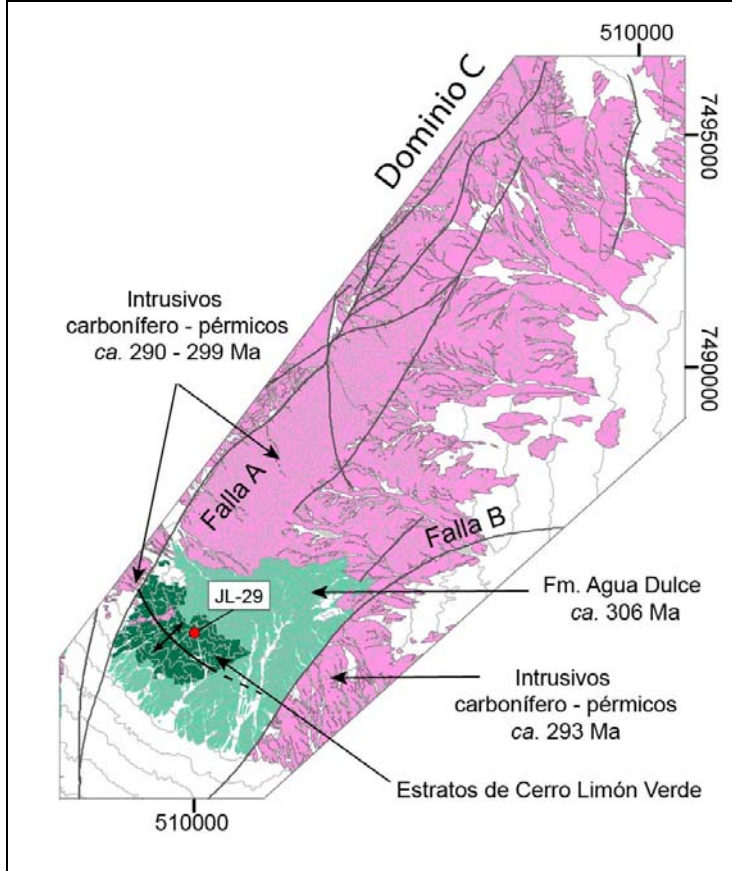 510000
Dominio C
7495000
Intrusivos
carbonífero - pérmicos
ca. 290 - 299 Ma
7490000
Falla A
Falla B
JL-29
Fm. Agua Dulce
ca. 306 Ma
Intrusivos
carbonífero - pérmicos
ca. 293 Ma
Estratos de Cerro Limón Verde
510000